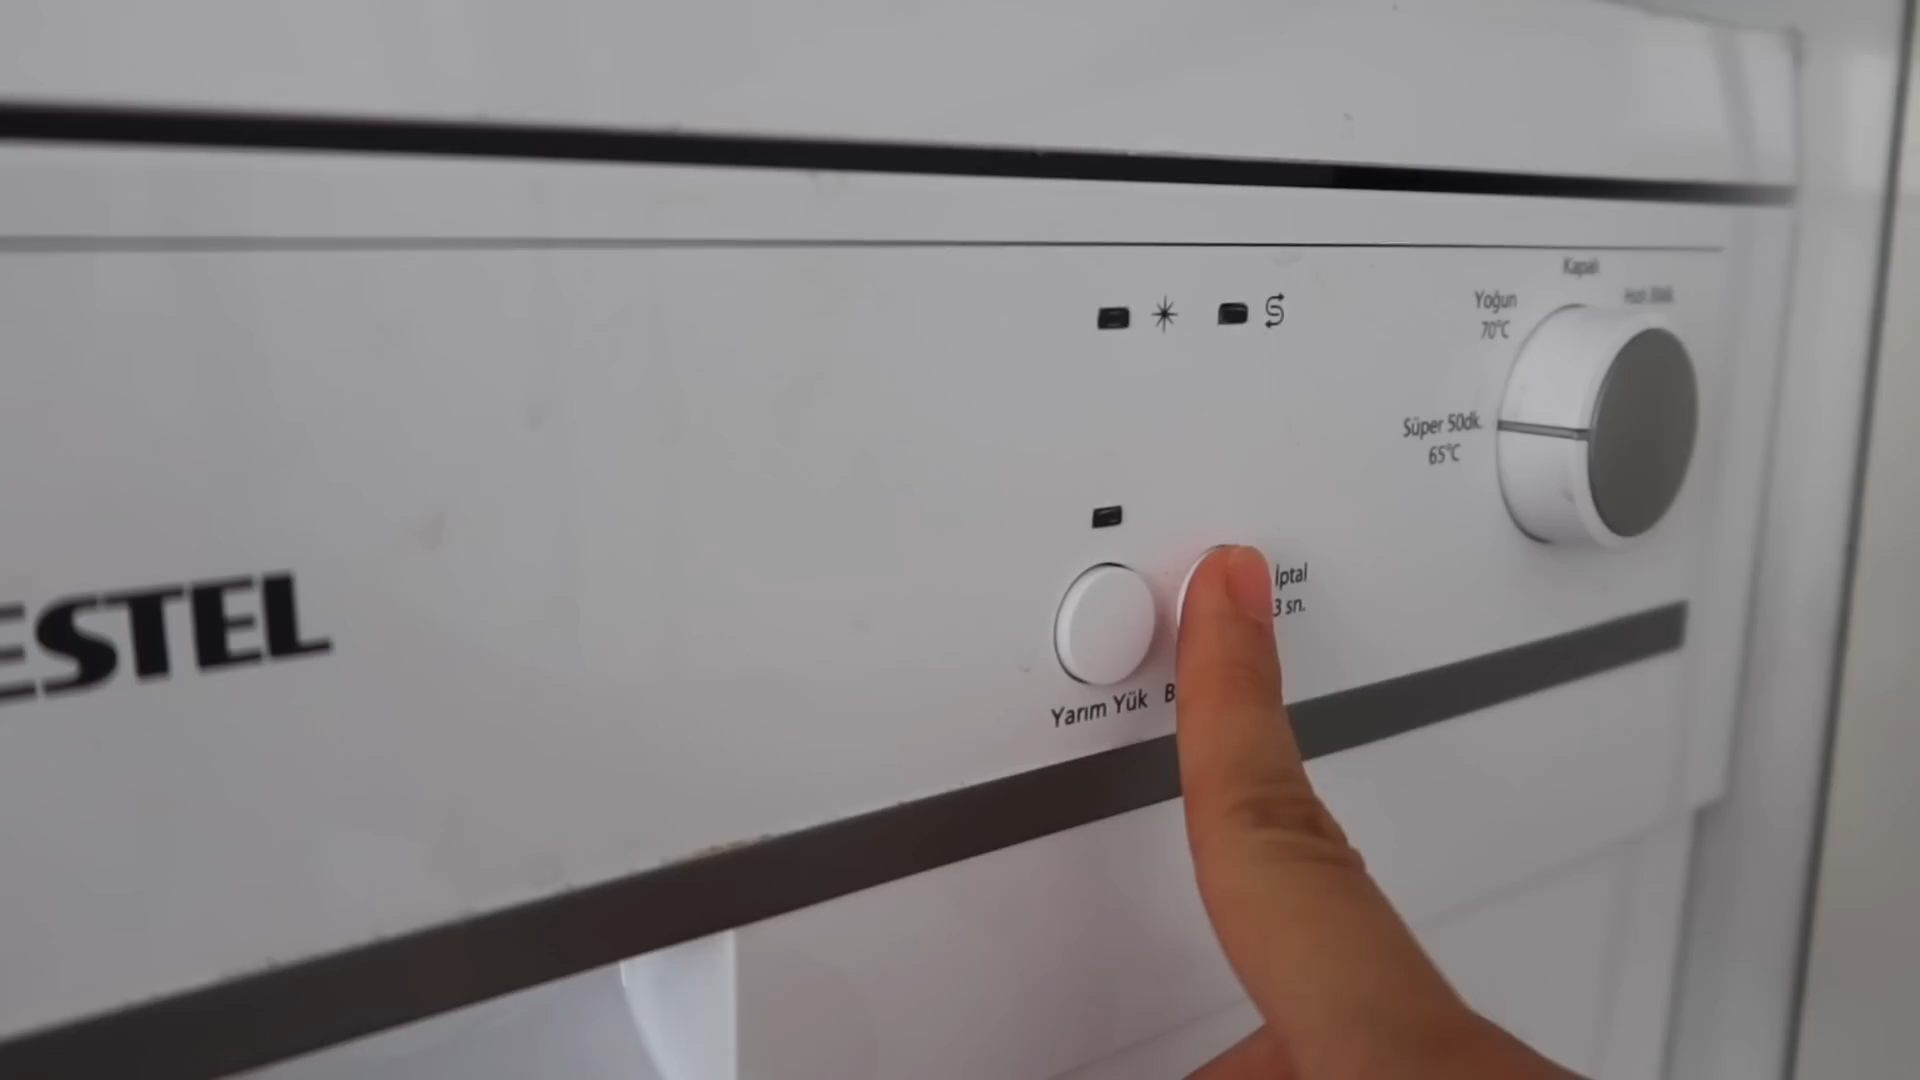 Kapalı
Yoğun
70°C
Süper 50dk.
65°C
İptal
3 sn.
ESTEL
Yarım Yük B